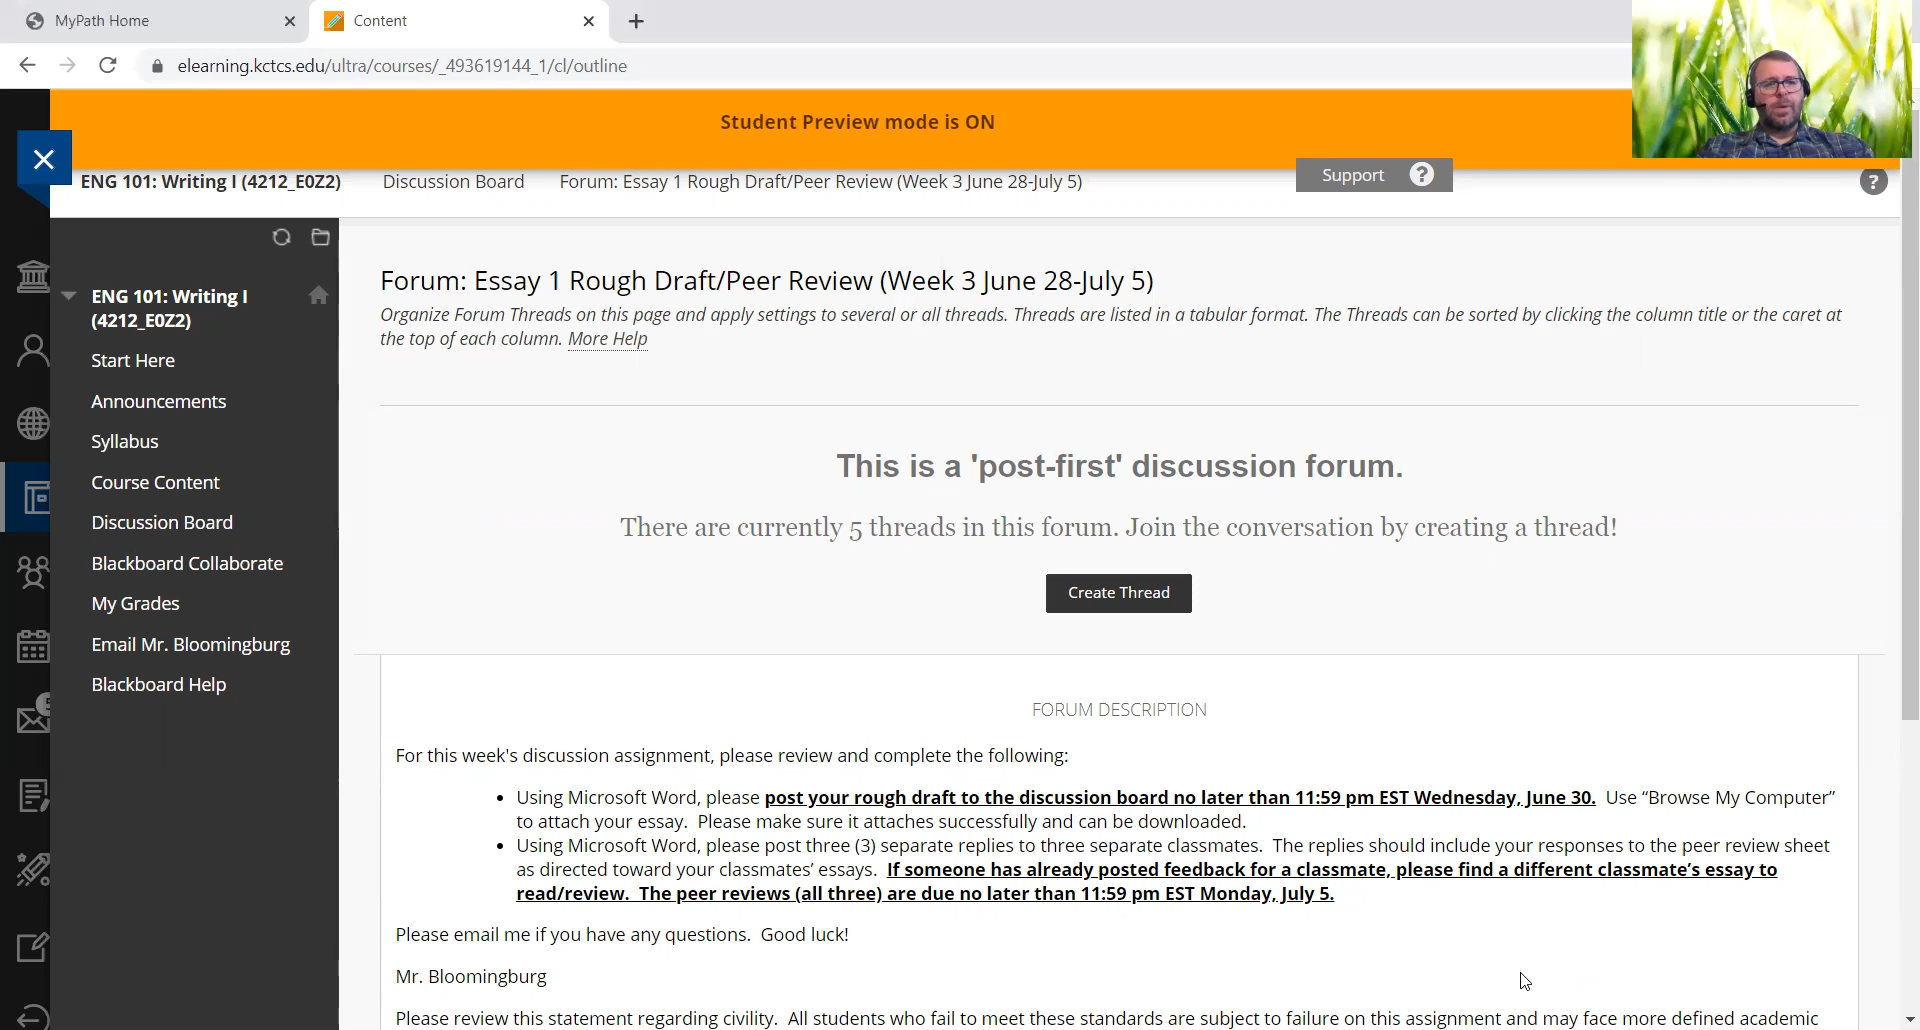 MyPath Home
Content
elearning.kctcs.edu/ultra/courses/_493619144_1/cl/outline
Student Preview mode is ON
ENG 101: Writing I (4212_E0Z2)
Discussion Board
Forum: Essay 1 Rough Draft/Peer Review (Week 3 June 28-July 5)
Support ?
?
ENG 101: Writing I
(4212_E0Z2)
Start Here
Announcements
Syllabus
Course Content
Discussion Board
Blackboard Collaborate
My Grades
Email Mr. Bloomingburg
Blackboard Help
Forum: Essay 1 Rough Draft/Peer Review (Week 3 June 28-July 5)
Organize Forum Threads on this page and apply settings to several or all threads. Threads are listed in a tabular format. The Threads can be sorted by clicking the column title or the caret at
the top of each column. More Help
This is a 'post-first' discussion forum.
There are currently 5 threads in this forum. Join the conversation by creating a thread!
Create Thread
FORUM DESCRIPTION
For this week's discussion assignment, please review and complete the following:
• Using Microsoft Word, please post your rough draft to the discussion board no later than 11:59 pm EST Wednesday, June 30. Use “Browse My Computer”
to attach your essay. Please make sure it attaches successfully and can be downloaded.
• Using Microsoft Word, please post three (3) separate replies to three separate classmates. The replies should include your responses to the peer review sheet
as directed toward your classmates’ essays. If someone has already posted feedback for a classmate, please find a different classmate’s essay to
read/review. The peer reviews (all three) are due no later than 11:59 pm EST Monday, July 5.
Please email me if you have any questions. Good luck!
Mr. Bloomingburg
Please review this statement regarding civility. All students who fail to meet these standards are subject to failure on this assignment and may face more defined academic